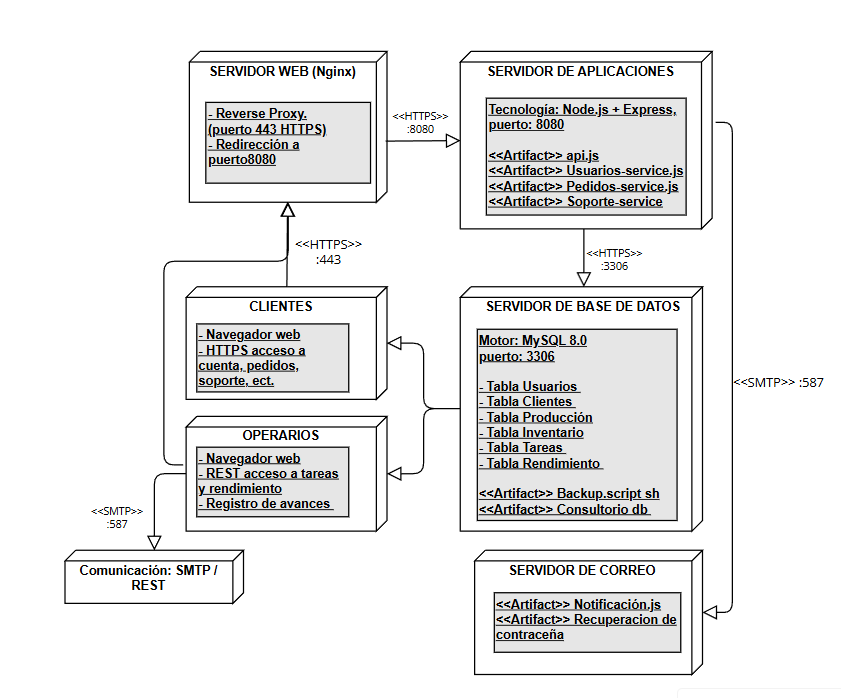 SERVIDOR WEB (Nginx)
- Reverse Proxy.
(puerto 443 HTTPS)
- Redirección a
puerto8080
<<HTTPS>>
:8080
SERVIDOR DE APLICACIONES
Tecnología: Node.js + Express,
puerto: 8080
<<Artifact>> api.js
<<Artifact>> Usuarios-service.js
<<Artifact>> Pedidos-service.js
<<Artifact>> Soporte-service
<<HTTPS>>
:443
<<HTTPS>>
:3306
CLIENTES
- Navegador web
- HTTPS acceso a
cuenta, pedidos,
soporte, ect.
SERVIDOR DE BASE DE DATOS
Motor: MySQL 8.0
puerto: 3306
- Tabla Usuarios
- Tabla Clientes
- Tabla Producción
- Tabla Inventario
- Tabla Tareas
- Tabla Rendimiento
<<Artifact>> Backup.script sh
<<Artifact>> Consultorio db
<<SMTP>> :587
OPERARIOS
- Navegador web
- REST acceso a tareas
y rendimiento
- Registro de avances
<<SMTP>>
:587
Comunicación: SMTP /
REST
SERVIDOR DE CORREO
<<Artifact>> Notificación.js
<<Artifact>> Recuperacion de
contraceña